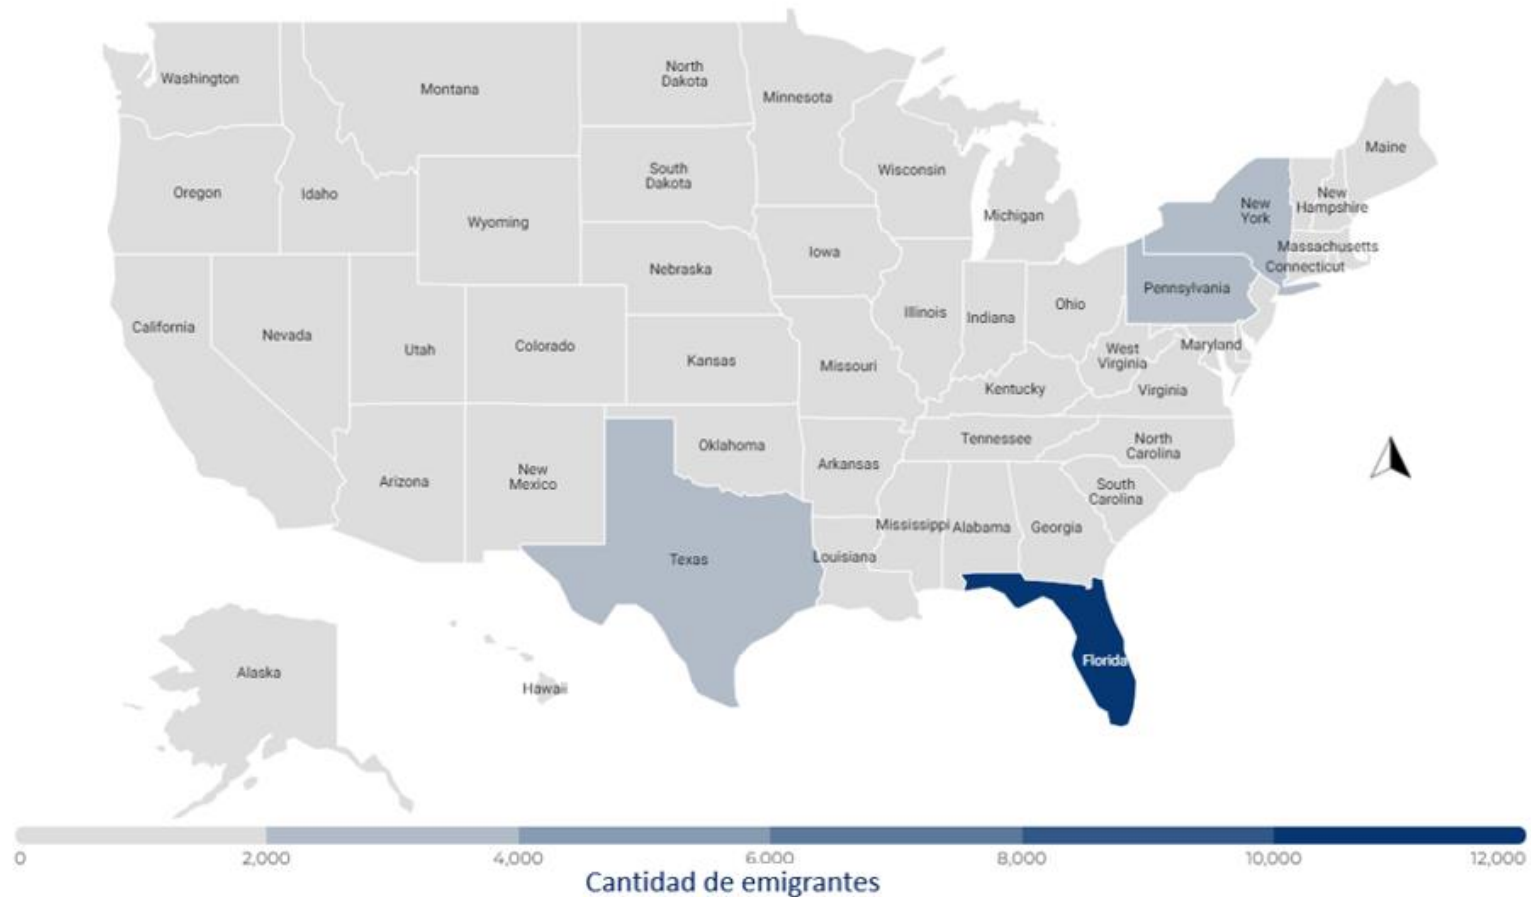 Washington
Montana
North
Dakota
Minnesota
Maine
Oregon
Idaho
Wyoming
South
Dakota
Wisconsin
Michigan
New
York
New
Hampshire
Massachusetts
Connecticut
Iowa
Nebraska
Pennsylvania
California
Nevada
Utah
Colorado
Kansas
Missouri
Illinois
Indiana
Ohio
West
Virginia
Maryland
Virginia
Kentucky
Arizona
New
Mexico
Oklahoma
Arkansas
Tennessee
North
Carolina
South
Carolina
Texas
Louisiana
Mississippi
Alabama
Georgia
Florida
Alaska
Hawaii
0 2,000 4,000 6,000 8,000 10,000 12,000
Cantidad de emigrantes